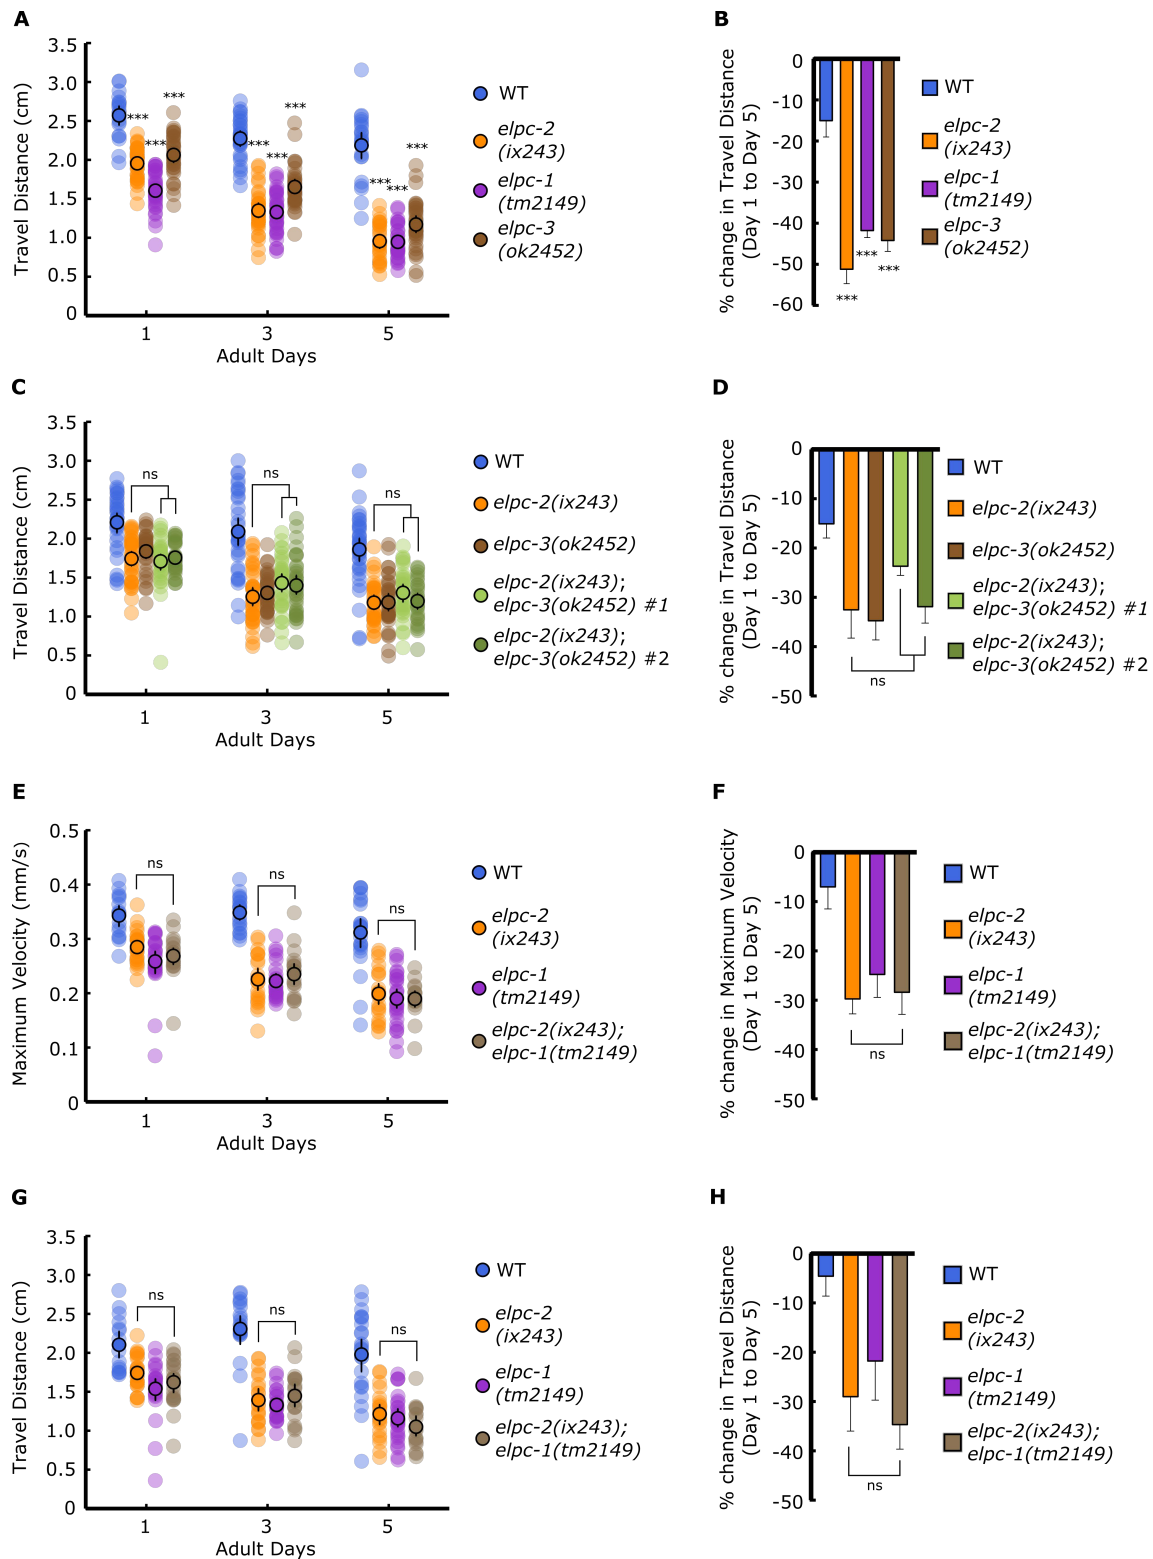 A
3.5
3.0
2.5
2.0
1.5
1.0
0.5
0
Travel Distance (cm)
***
***
***
***
***
***
***
***
***
1
3
5
Adult Days
WT
elpc-2
(ix243)
elpc-1
(tm2149)
elpc-3
(ok2452)
B
0
-10
-20
-30
-40
-50
-60
% change in Travel Distance
(Day 1 to Day 5)
***
***
***
WT
elpc-2
(ix243)
elpc-1
(tm2149)
elpc-3
(ok2452)
C
3.5
3.0
2.5
2.0
1.5
1.0
0.5
0
Travel Distance (cm)
ns
ns
ns
1
3
5
Adult Days
WT
elpc-2(ix243)
elpc-3(ok2452)
elpc-2(ix243);
elpc-3(ok2452) #1
elpc-2(ix243);
elpc-3(ok2452) #2
D
0
-10
-20
-30
-40
-50
% change in Travel Distance
(Day 1 to Day 5)
ns
WT
elpc-2(ix243)
elpc-3(ok2452)
elpc-2(ix243);
elpc-3(ok2452) #1
elpc-2(ix243);
elpc-3(ok2452) #2
E
0.5
0.4
0.3
0.2
0.1
0
Maximum Velocity (mm/s)
ns
ns
ns
1
3
5
Adult Days
WT
elpc-2
(ix243)
elpc-1
(tm2149)
elpc-2(ix243);
elpc-1(tm2149)
F
0
-10
-20
-30
-40
-50
% change in Maximum Velocity
(Day 1 to Day 5)
ns
WT
elpc-2
(ix243)
elpc-1
(tm2149)
elpc-2(ix243);
elpc-1(tm2149)
G
3.5
3.0
2.5
2.0
1.5
1.0
0.5
0
Travel Distance (cm)
ns
ns
ns
1
3
5
Adult Days
WT
elpc-2
(ix243)
elpc-1
(tm2149)
elpc-2(ix243);
elpc-1(tm2149)
H
0
-10
-20
-30
-40
-50
% change in Travel Distance
(Day 1 to Day 5)
ns
WT
elpc-2
(ix243)
elpc-1
(tm2149)
elpc-2(ix243);
elpc-1(tm2149)